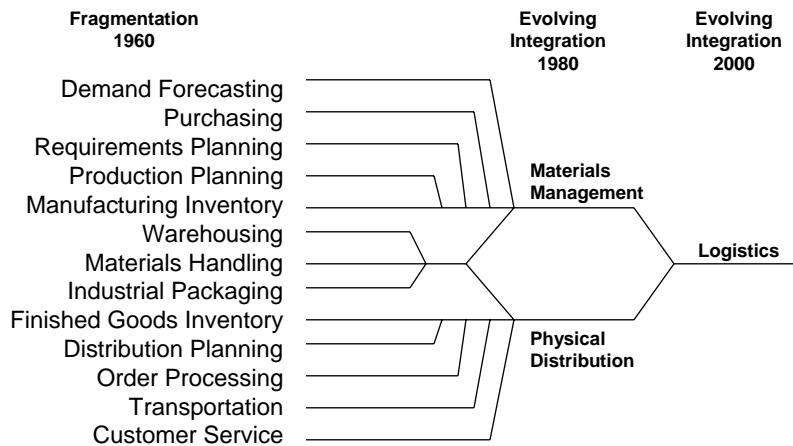 Fragmentation
1960
Evolving
Integration
1980
Evolving
Integration
2000
Demand Forecasting
Purchasing
Requirements Planning
Production Planning
Manufacturing Inventory
Warehousing
Materials Handling
Industrial Packaging
Finished Goods Inventory
Distribution Planning
Order Processing
Transportation
Customer Service
Materials
Management
Physical
Distribution
Logistics